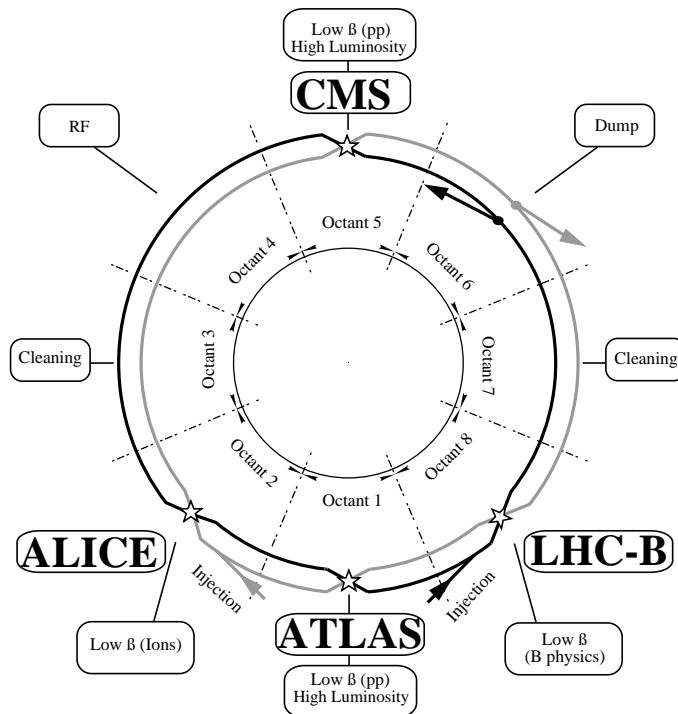 Low ß (pp)
High Luminosity
CMS
RF
Dump
Octant 5
Octant 4
Octant 6
Cleaning
Octant 3
Octant 7
Cleaning
Octant 2
Octant 8
Octant 1
ALICE
LHC-B
Injection
Injection
Low ß (Ions)
ATLAS
Low ß
(B physics)
Low ß (pp)
High Luminosity